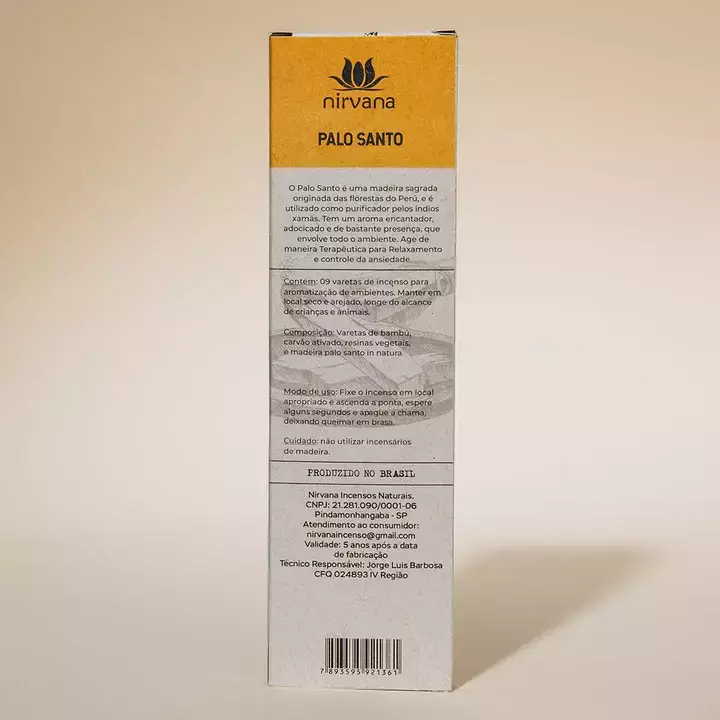 nirvana
PALO SANTO
O Palo Santo é uma madeira sagrada
originada das florestas do Perú, e é
utilizado como purificador pelos índios
xamãs. Tem um aroma encantador,
adocicado e de bastante presença, que
envolve todo o ambiente. Age de
maneira Terapêutica para Relaxamento
e controle da ansiedade.
Contém: 09 varetas de incenso para
aromatização de ambientes. Manter em
local seco e arejado, longe do alcance
de crianças e animais.
Composição: Varetas de bambú,
carvão ativado, resinas vegetais,
e madeira palo santo in natura
Modo de uso: Fixe o incenso em local
apropriado e ascenda a ponta, espere
alguns segundos e apague a chama,
deixando queimar em brasa.
Cuidado: não utilizar incensários
de madeira.
PRODUZIDO NO BRASIL
Nirvana Incensos Naturais.
CNPJ: 21.281.090/0001-06
Pindamonhangaba - SP
Atendimento ao consumidor:
nirvanaincenso@gmail.com
Validade: 5 anos após a data
de fabricação
Técnico Responsável: Jorge Luis Barbosa
CFQ 024893 IV Região
7 893595 921361